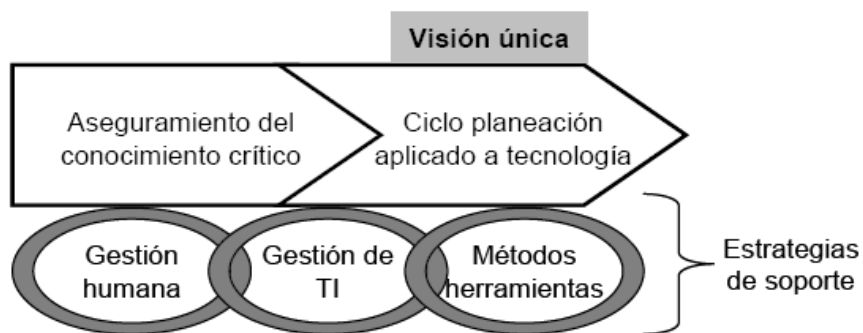 Visión única
Aseguramiento del
conocimiento crítico
Ciclo planeación
aplicado a tecnología
Gestión
humana
Gestión de
TI
Métodos
herramientas
Estrategias
de soporte